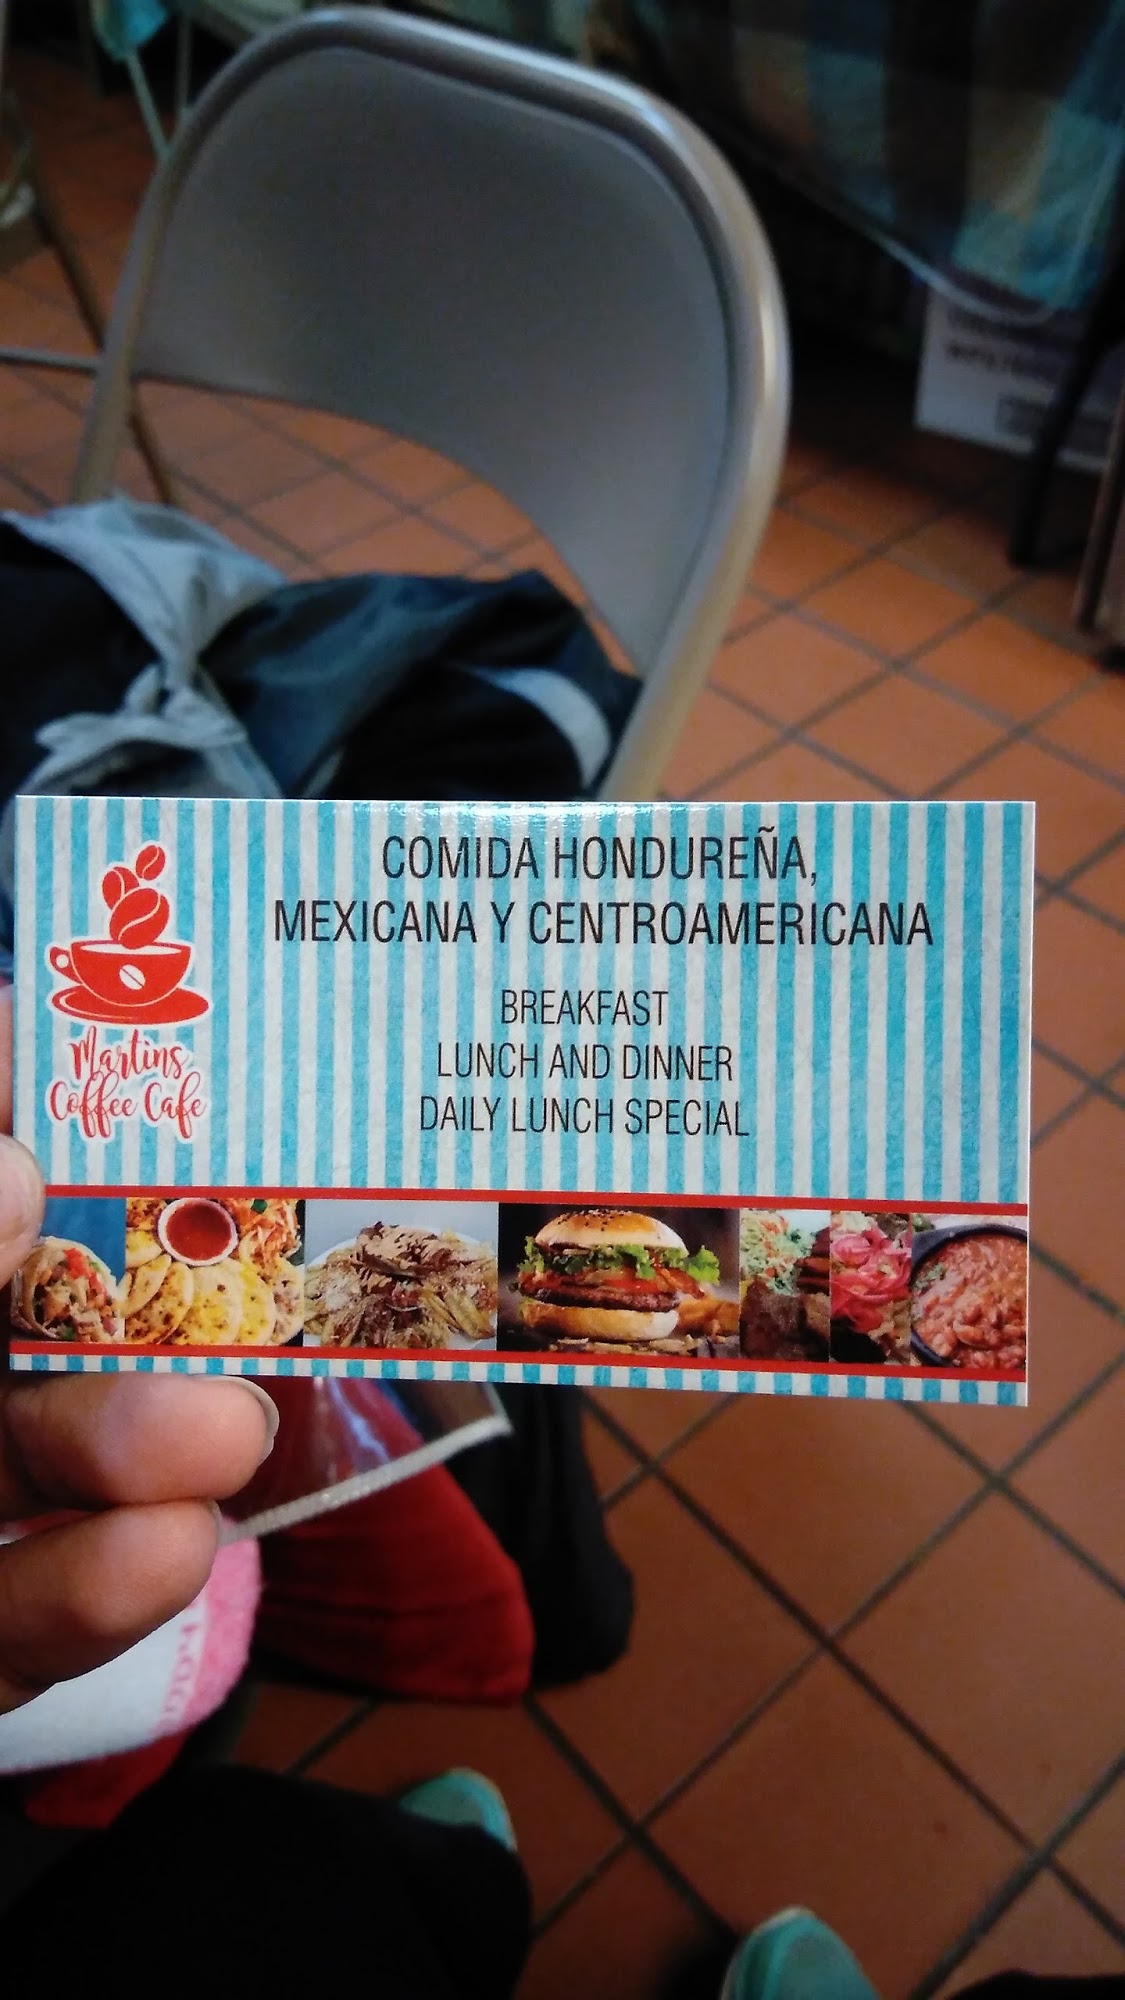 COMIDA HONDUREÑA,
MEXICANA Y CENTROAMERICANA
BREAKFAST
LUNCH AND DINNER
DAILY LUNCH SPECIAL
Martins
Coffee Cafe